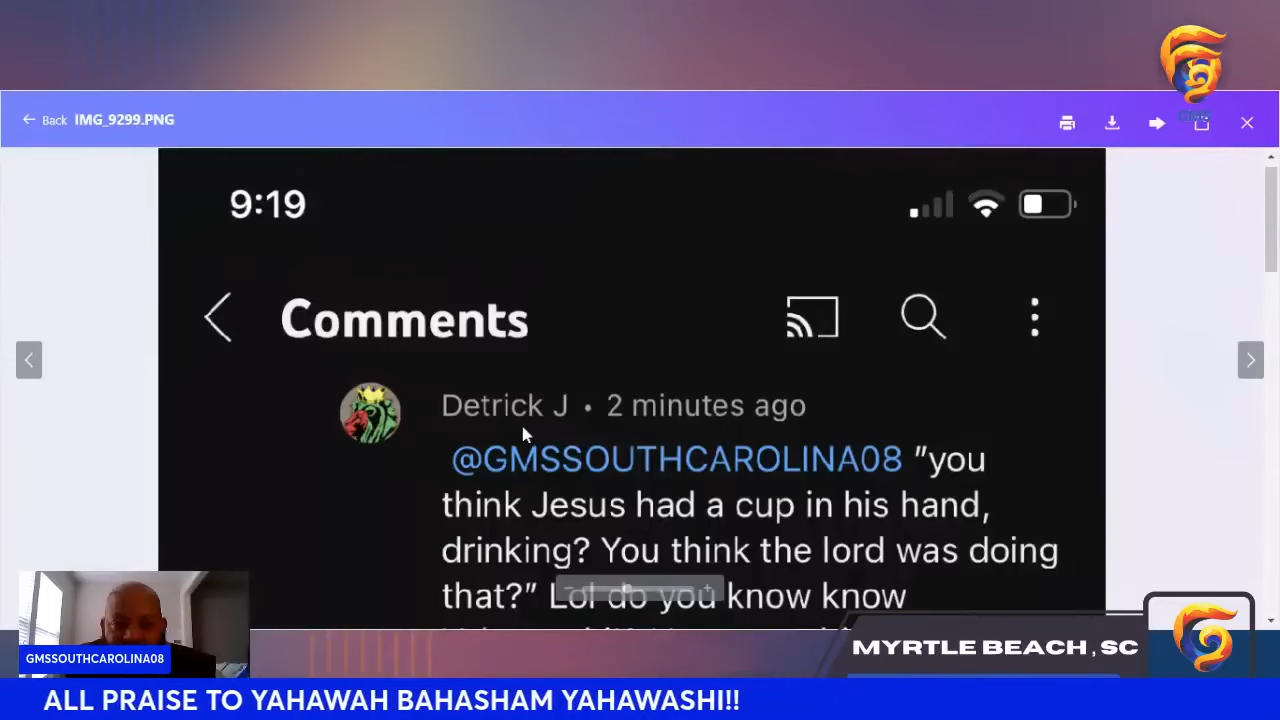 ← Back IMG_9299.PNG
GMS
9:19
Comments
Detrick J • 2 minutes ago
@GMSSOUTHCAROLINA08 "you
think Jesus had a cup in his hand,
drinking? You think the lord was doing
that?" Lol do you know know
GMSSOUTHCAROLINA08
MYRTLE BEACH , SC
ALL PRAISE TO YAHAWAH BAHASHAM YAHAWASHI!!